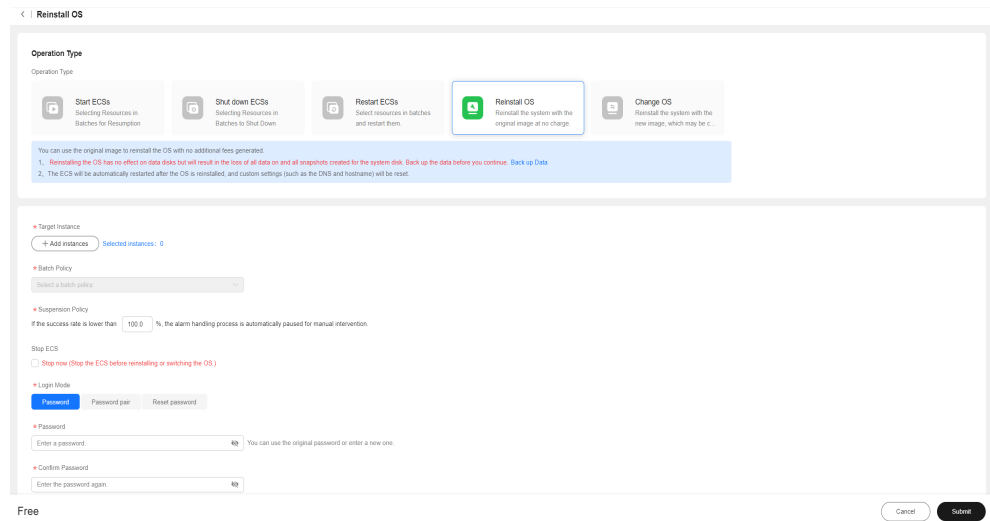 Reinstall OS
Operation Type
Operation Type
Start ECSs
Selecting Resources in
Batches for Resumption
Shut down ECSs
Selecting Resources in
Batches to Shut Down
Restart ECSs
Select resources in batches
and restart them.
Reinstall OS
Reinstall the system with the
original image at no charge
Change OS
Reinstall the system with the
new image, which may be c...
You can use the original image to reinstall the OS with no additional fees generated.
1、Reinstalling the OS has no effect on data disks but will result in the loss of all data on and all snapshots created for the system disk. Back up the data before you continue. Back up Data
2、The ECS will be automatically restarted after the OS is reinstalled, and custom settings (such as the DNS and hostname) will be reset.
* Target Instance
+ Add instances Selected instances: 0
* Batch Policy
Select a batch policy.
* Suspension Policy
If the success rate is lower than 100.0 %, the alarm handling process is automatically paused for manual intervention.
Stop ECS
Stop now (Stop the ECS before reinstalling or switching the OS.)
* Login Mode
Password Password pair Reset password
* Password
Enter a password. You can use the original password or enter a new one.
* Confirm Password
Enter the password again.
Free Cancel Submit